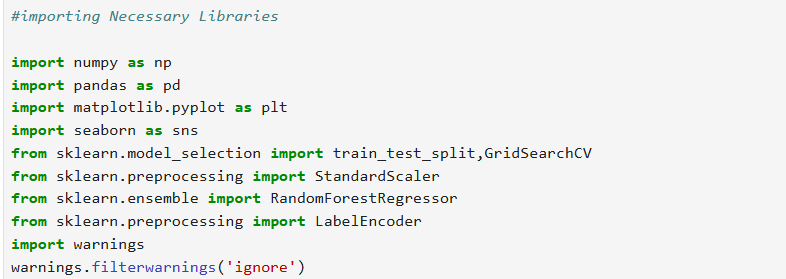 #importing Necessary Libraries
import numpy as np
import pandas as pd
import matplotlib.pyplot as plt
import seaborn as sns
from sklearn.model_selection import train_test_split,GridSearchCV
from sklearn.preprocessing import StandardScaler
from sklearn.ensemble import RandomForestRegressor
from sklearn.preprocessing import LabelEncoder
import warnings
warnings.filterwarnings('ignore')